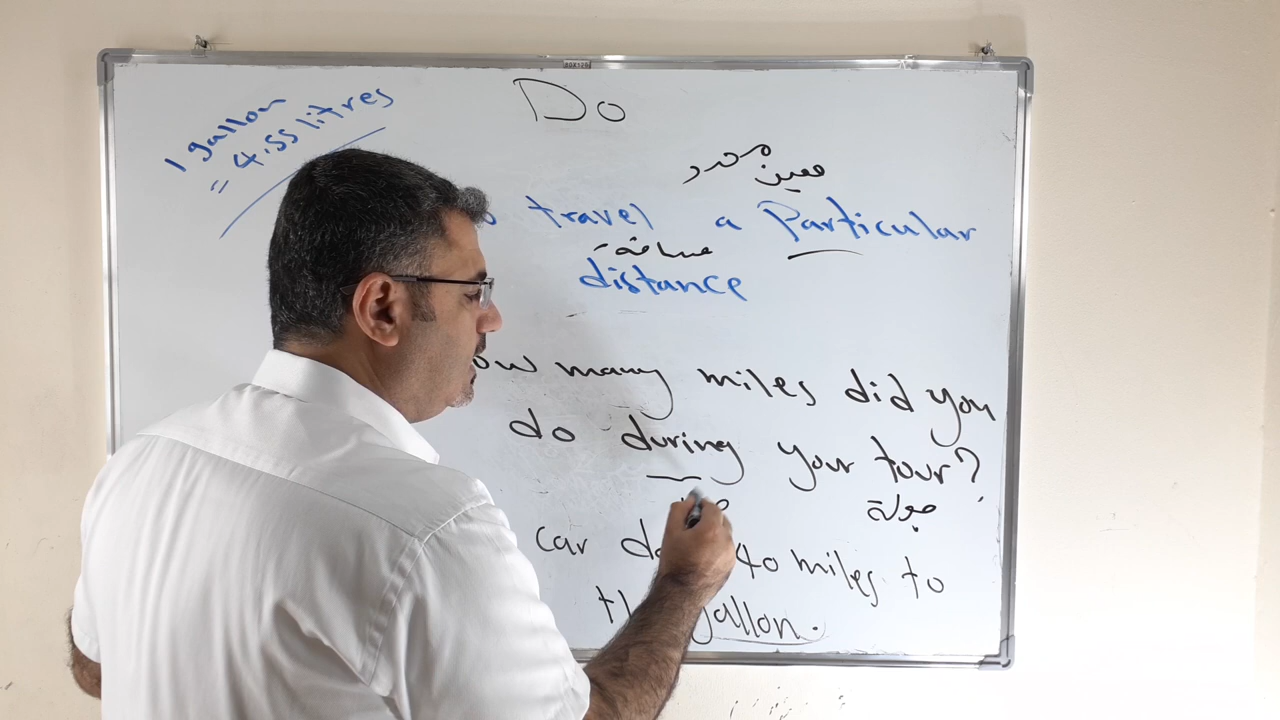 Do
1 gallon
= 4.55 litres
معين محدد
travel a Particular
مسافة
distance
ow many miles did you
do during your tour?
جولة
car 40 miles to
gallon.